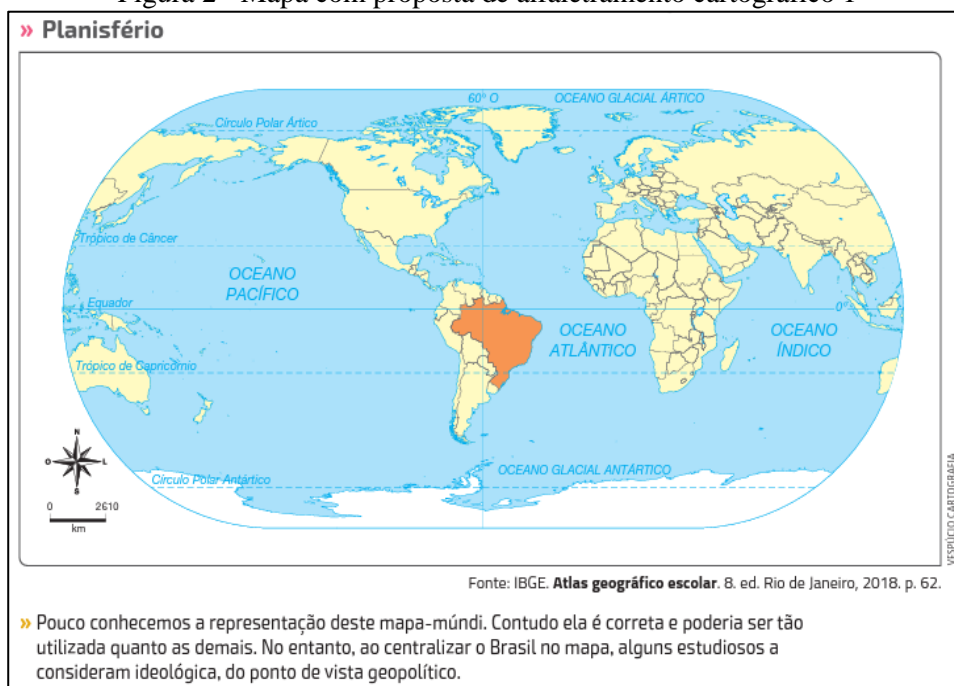 Figura 2 - Mapa com proposta de alfaletramento cartográfico 1
» Planisfério
60° O
OCEANO GLACIAL ÁRTICO
Círculo Polar Ártico
Trópico de Câncer
OCEANO
PACÍFICO
Equador
0°
OCEANO
ATLÂNTICO
OCEANO
ÍNDICO
Trópico de Capricórnio
N
O
L
S
OCEANO GLACIAL ANTÁRTICO
Círculo Polar Antártico
0 2610
km
VESPÚCIO CARTOGRAFIA
Fonte: IBGE. Atlas geográfico escolar. 8. ed. Rio de Janeiro, 2018. p. 62.
» Pouco conhecemos a representação deste mapa-múndi. Contudo ela é correta e poderia ser tão
utilizada quanto as demais. No entanto, ao centralizar o Brasil no mapa, alguns estudiosos a
consideram ideológica, do ponto de vista geopolítico.